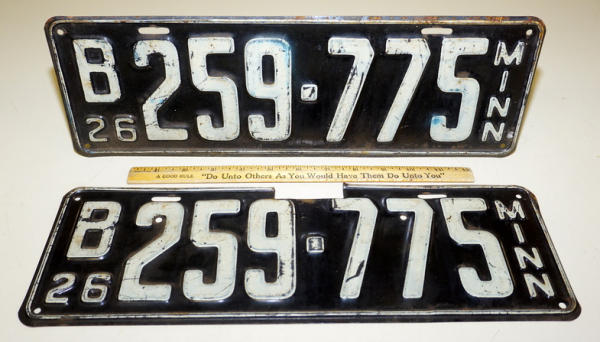 B 259·775 MINN
26
A GOOD RULE "Do Unto Others As You Would Have Them Do Unto You"
B 259·775 MINN
26